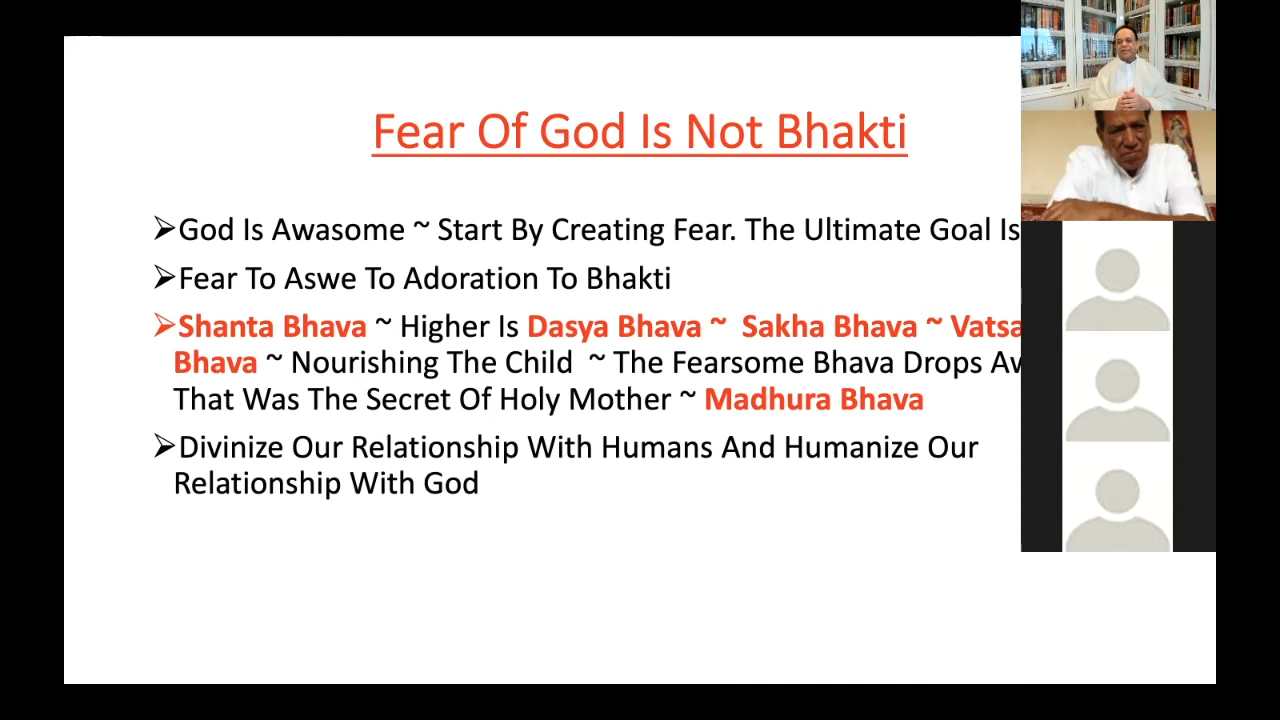 Fear Of God Is Not Bhakti
➢God Is Awasome ~ Start By Creating Fear. The Ultimate Goal Is
➢Fear To Aswe To Adoration To Bhakti
➢Shanta Bhava ~ Higher Is Dasya Bhava ~ Sakha Bhava ~
Bhava ~ Nourishing The Child ~ The Fearsome Bhava Drops
That Was The Secret Of Holy Mother ~ Madhura Bhava
➢Divinize Our Relationship With Humans And Humanize Our
Relationship With God